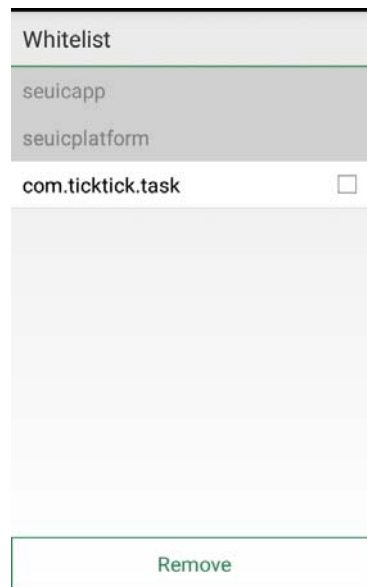 Whitelist
seuicapp
seuicplatform
com.ticktick.task
Remove